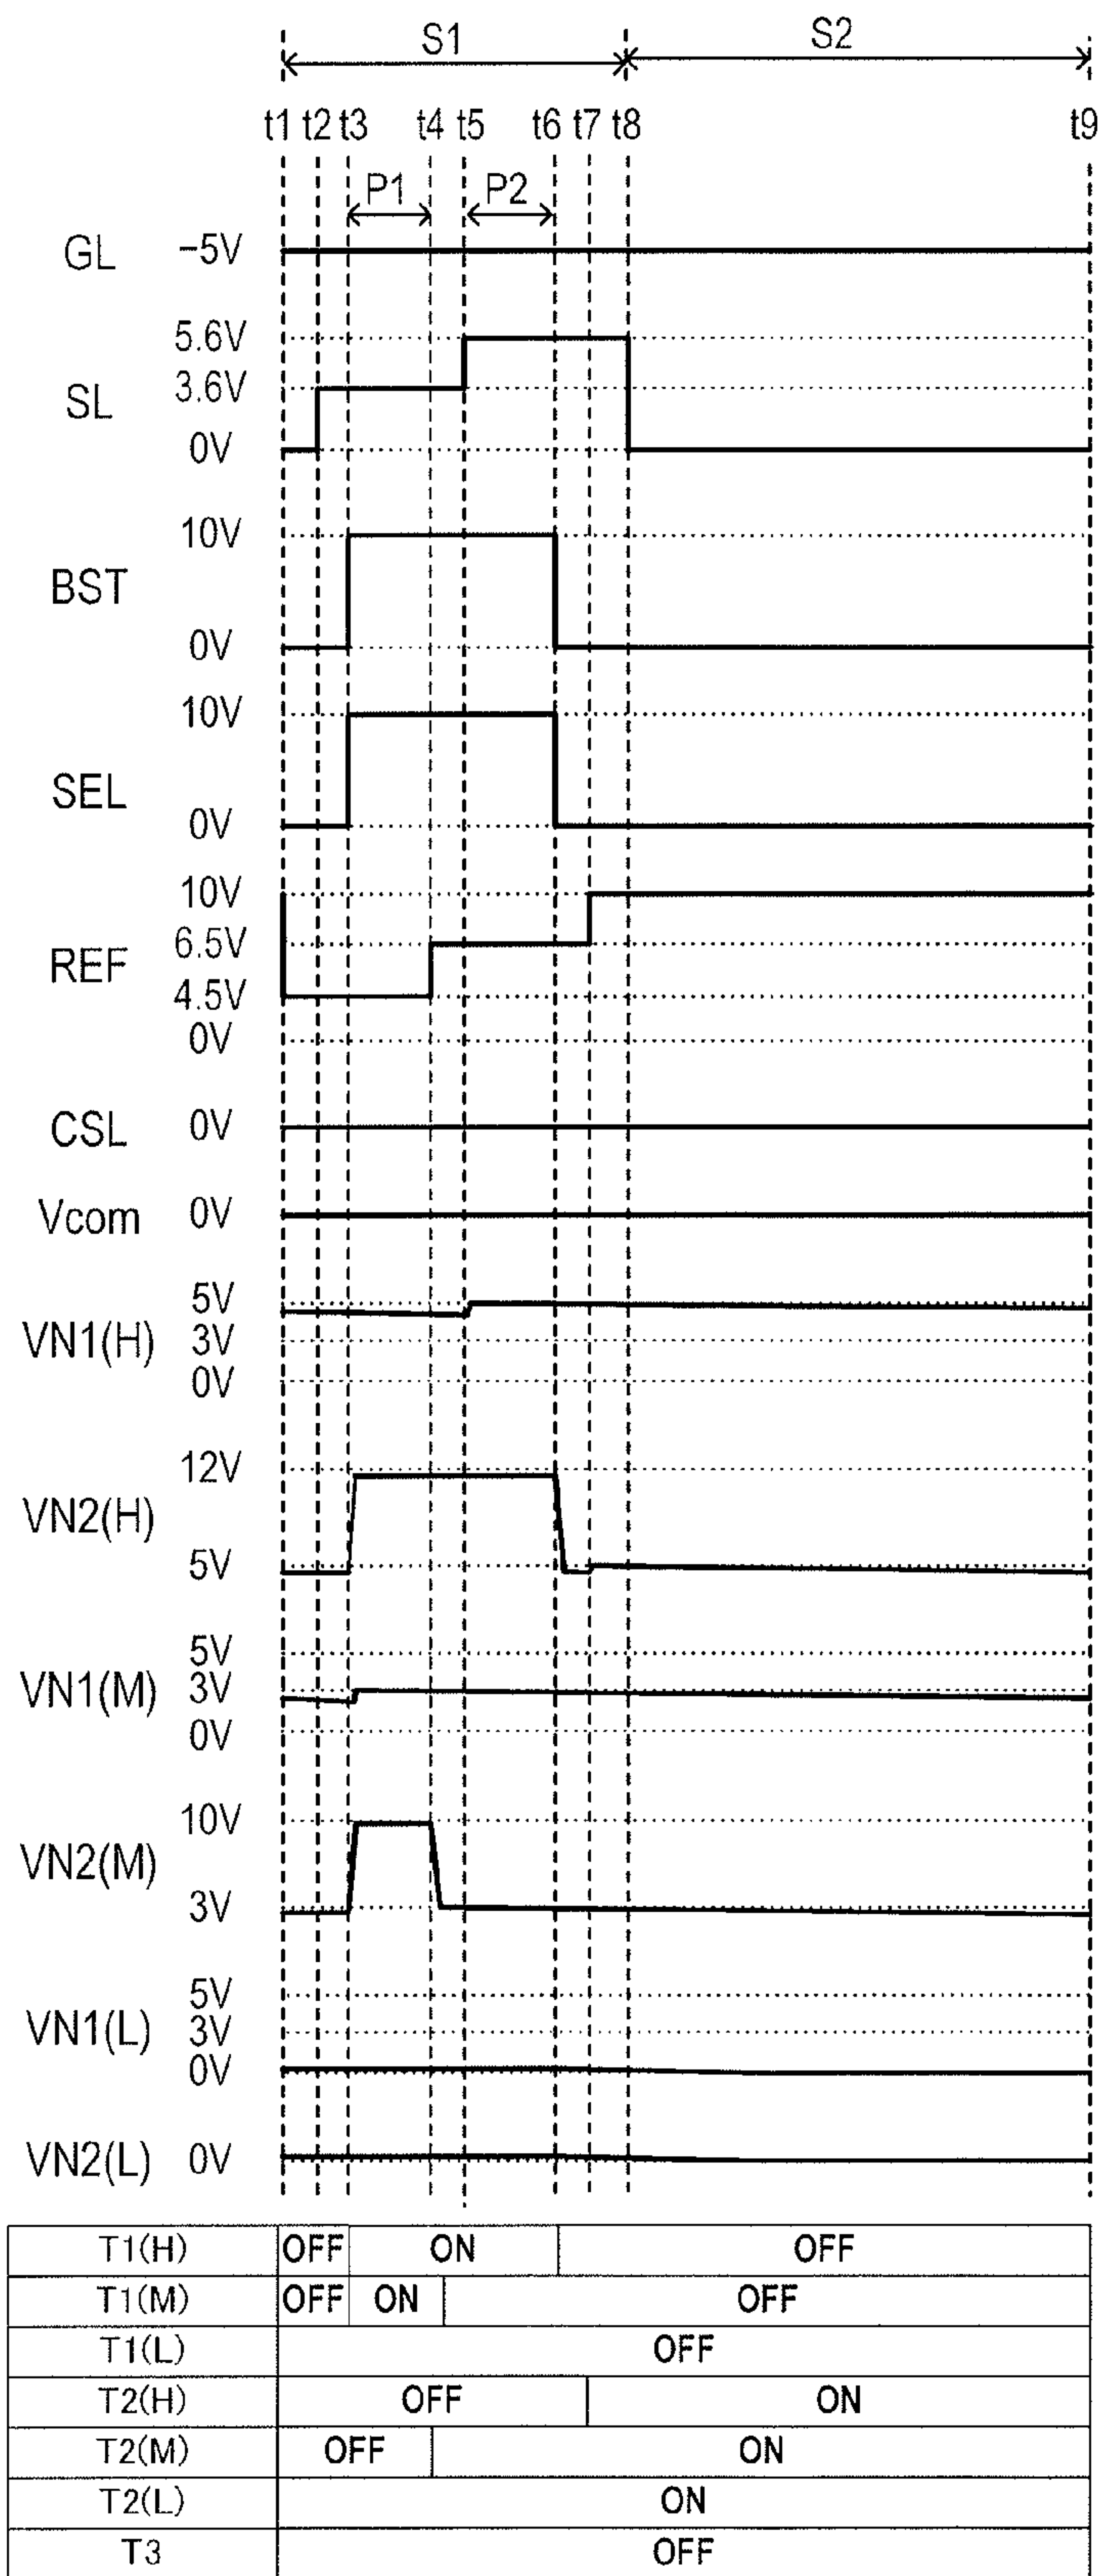 S1 S2
t1 t2 t3 t4 t5 t6 t7 t8 t9
P1 P2
GL −5V
5.6V
SL 3.6V
0V
10V
BST
0V
10V
SEL
0V
10V
REF 6.5V
4.5V
0V
CSL 0V
Vcom 0V
5V
VN1(H) 3V
0V
12V
VN2(H)
5V
5V
VN1(M) 3V
0V
10V
VN2(M)
3V
5V
VN1(L) 3V
0V
VN2(L) 0V
T1(H) OFF ON OFF
T1(M) OFF ON OFF
T1(L) OFF
T2(H) OFF ON
T2(M) OFF ON
T2(L) ON
T3 OFF